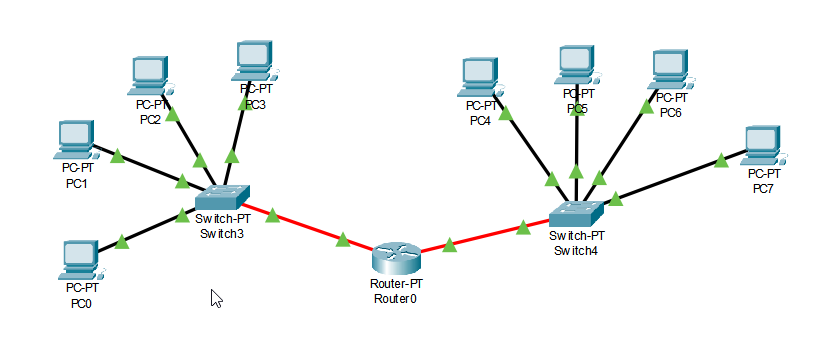 PC-PT
PC3
PC-PT
PC2
PC-PT
PC1
PC-PT
PC0
Switch-PT
Switch3
Router-PT
Router0
PC-PT
PC4
PC-PT
PC5
PC-PT
PC6
PC-PT
PC7
Switch-PT
Switch4